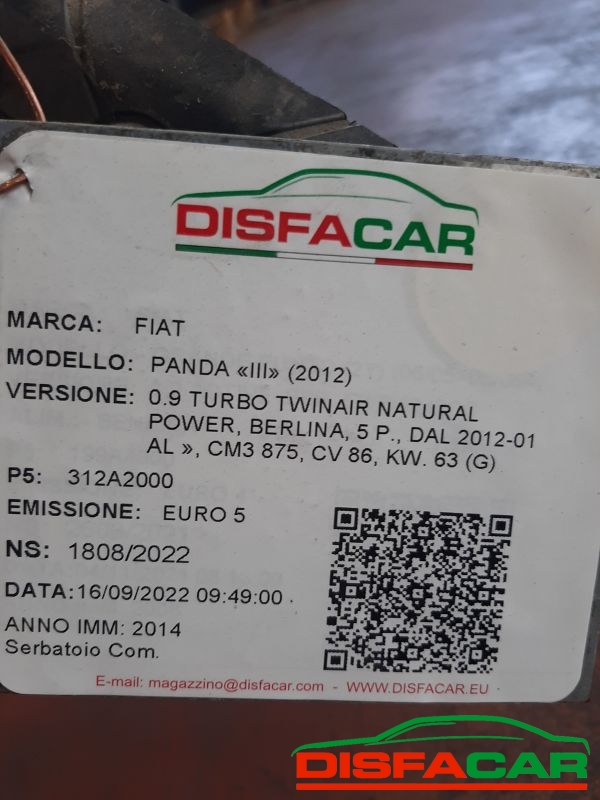 DISFACAR
MARCA: FIAT
MODELLO: PANDA «III» (2012)
VERSIONE: 0.9 TURBO TWINAIR NATURAL
POWER, BERLINA, 5 P., DAL 2012-01
AL », CM3 875, CV 86, KW. 63 (G)
P5: 312A2000
EMISSIONE: EURO 5
NS: 1808/2022
DATA:16/09/2022 09:49:00
ANNO IMM: 2014
Serbatoio Com.
E-mail: magazzino@disfacar.com - WWW.DISFACAR.EU
DISFACAR